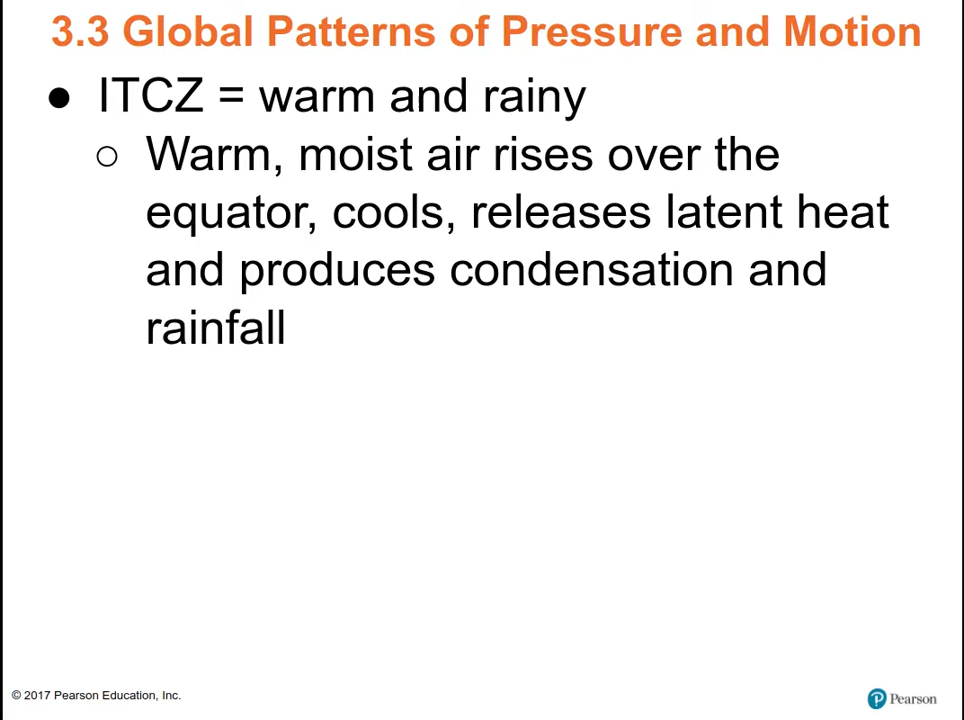 3.3 Global Patterns of Pressure and Motion
● ITCZ = warm and rainy
○ Warm, moist air rises over the
equator, cools, releases latent heat
and produces condensation and
rainfall
© 2017 Pearson Education, Inc.
Pearson